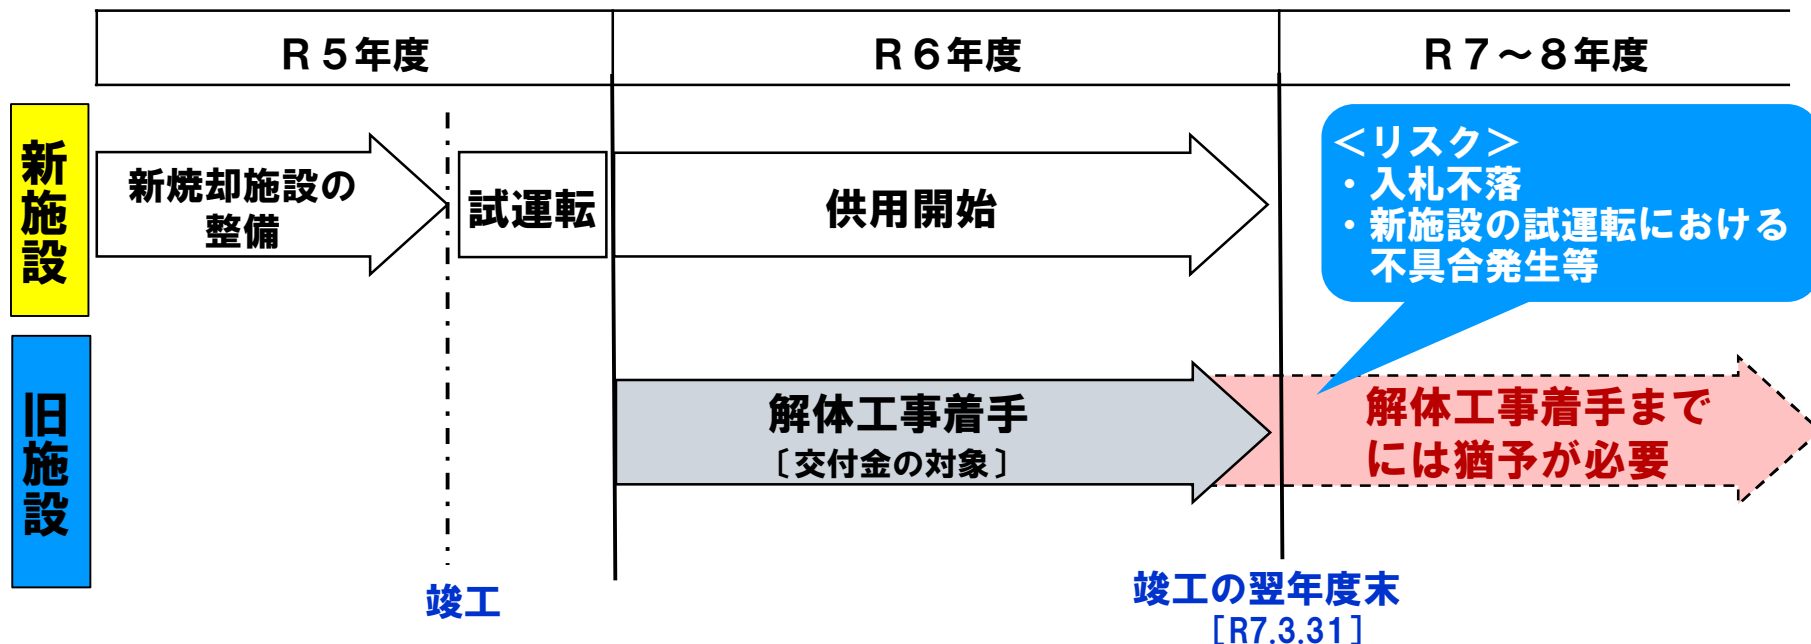 R５年度
R６年度
R７～８年度
新施設
新焼却施設の
整備
試運転
供用開始
＜リスク＞
・入札不落
・新施設の試運転における
不具合発生等
旧施設
解体工事着手
〔交付金の対象〕
解体工事着手まで
には猶予が必要
竣工
竣工の翌年度末
［R7.3.31］